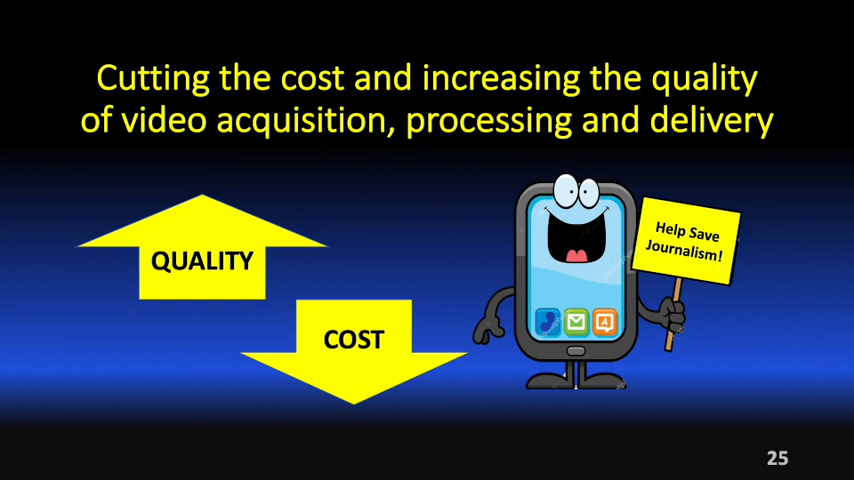 Cutting the cost and increasing the quality
of video acquisition, processing and delivery
QUALITY
COST
Help Save
Journalism!
25